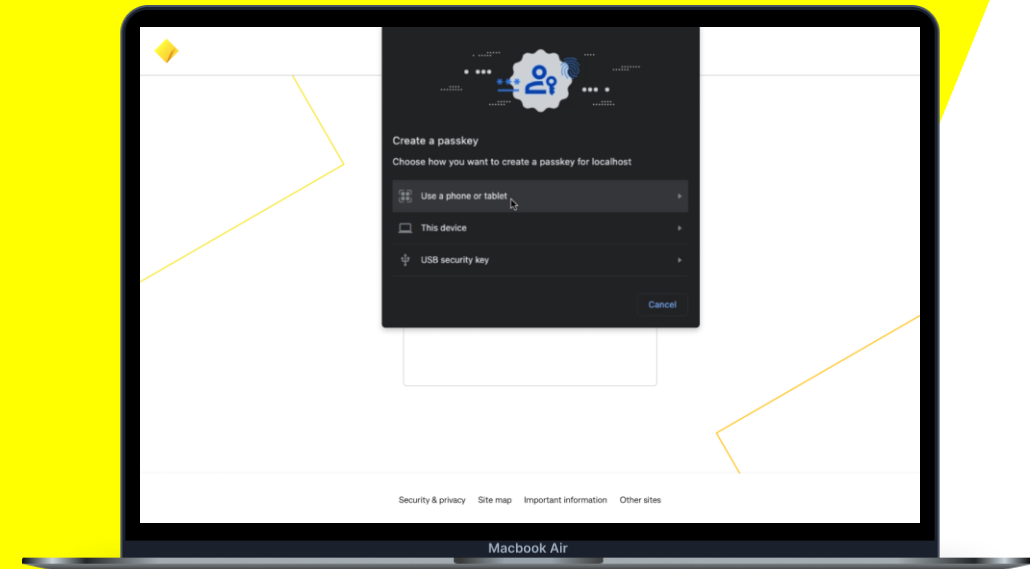 Create a passkey
Choose how you want to create a passkey for localhost
Use a phone or tablet
This device
USB security key
Cancel
Security & privacy Site map Important information Other sites
Macbook Air